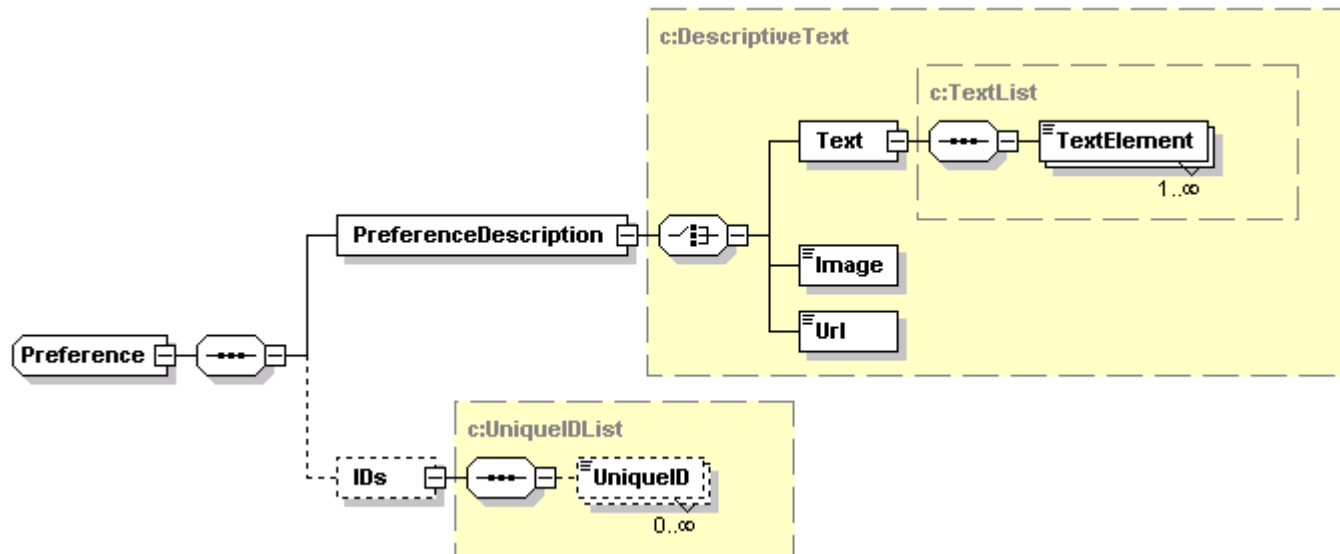 c:DescriptiveText
c:TextList
Text
TextElement
1..∞
PreferenceDescription
Image
Url
Preference
c:UniqueIDList
IDs
UniqueID
0..∞